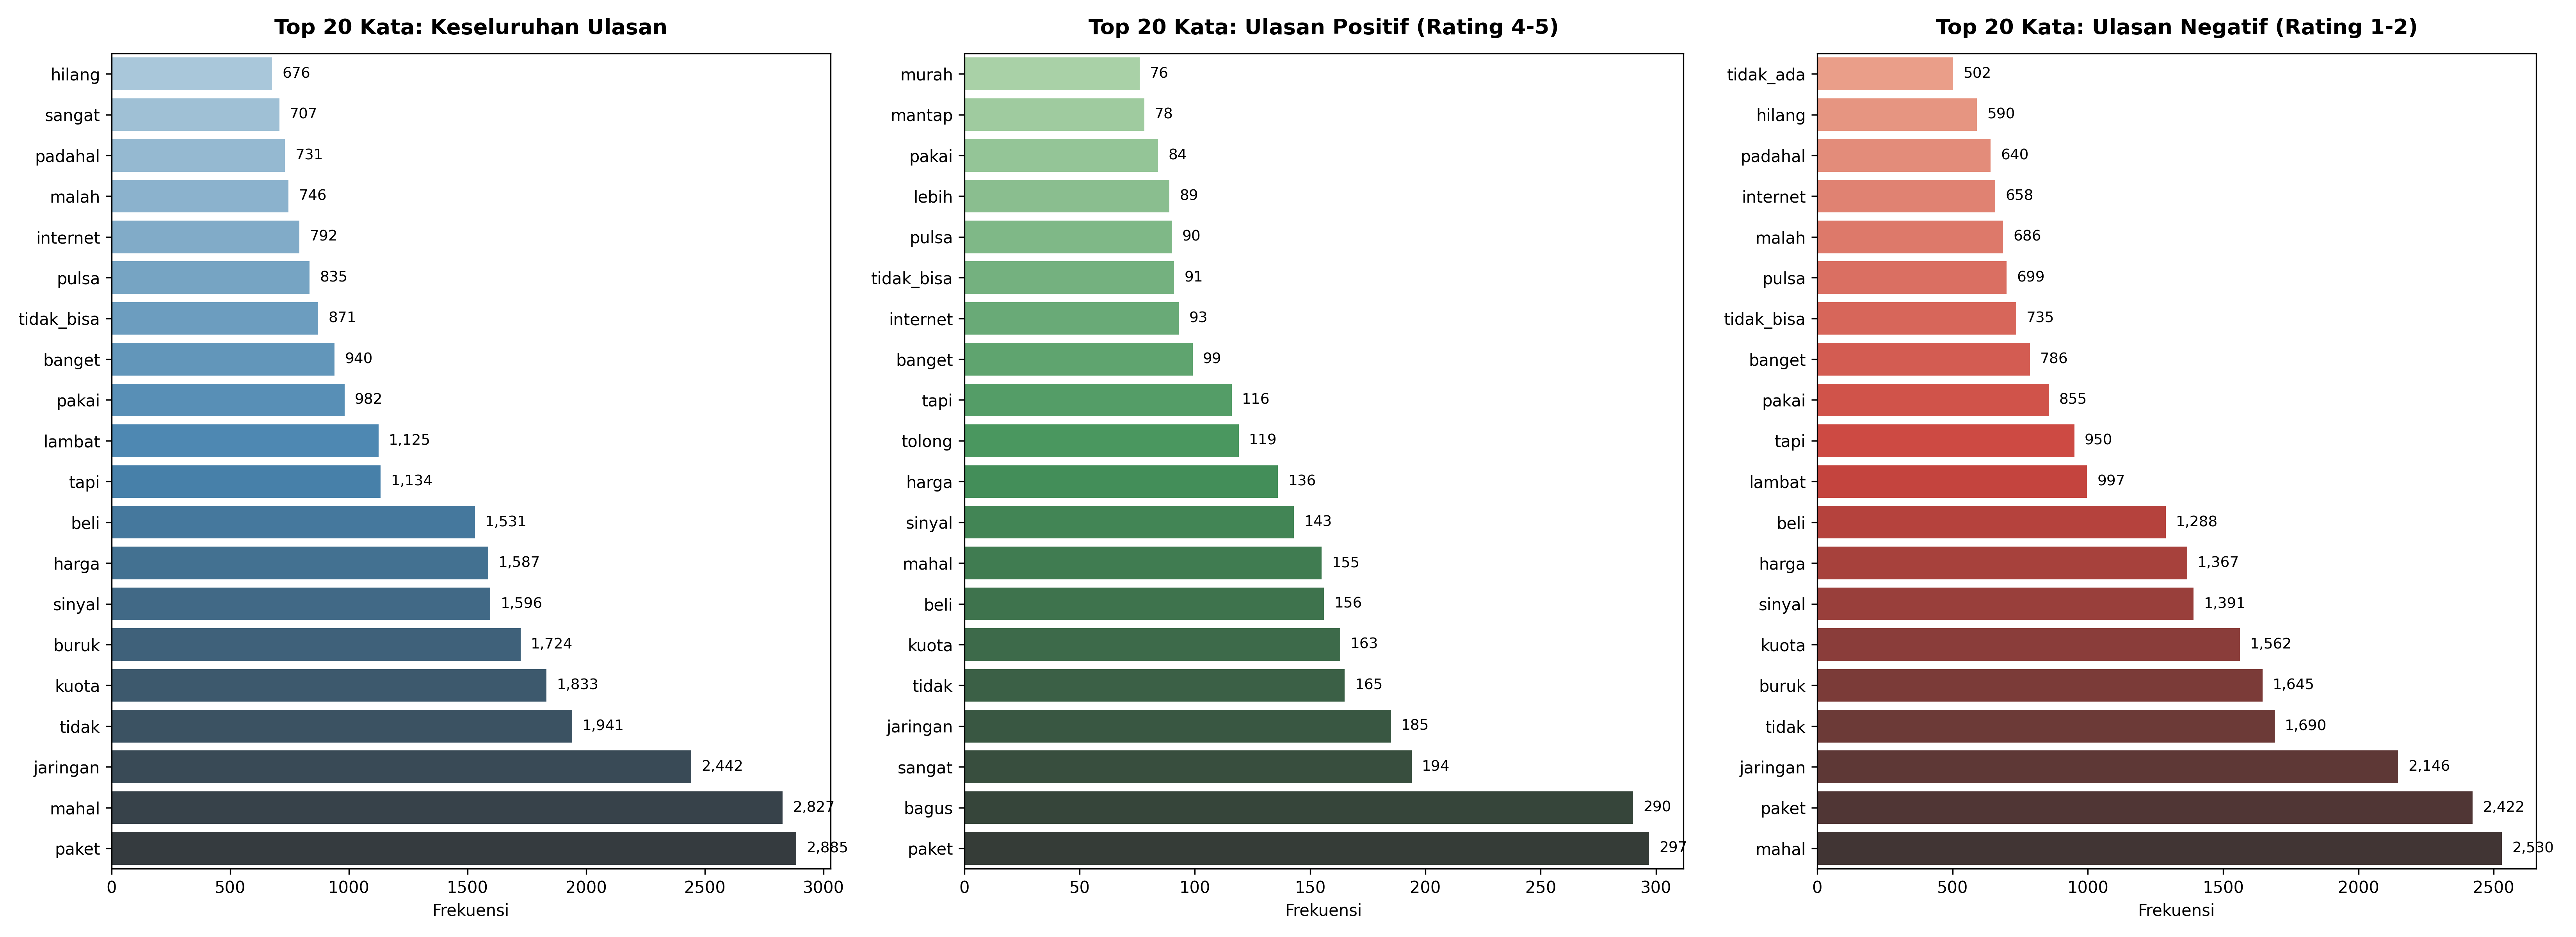 Top 20 Kata: Keseluruhan Ulasan
hilang 676
sangat 707
padahal 731
malah 746
internet 792
pulsa 835
tidak_bisa 871
banget 940
pakai 982
lambat 1,125
tapi 1,134
beli 1,531
harga 1,587
sinyal 1,596
buruk 1,724
kuota 1,833
tidak 1,941
jaringan 2,442
mahal 2,827
paket 2,885
0 500 1000 1500 2000 2500 3000
Frekuensi
Top 20 Kata: Ulasan Positif (Rating 4-5)
murah 76
mantap 78
pakai 84
lebih 89
pulsa 90
tidak_bisa 91
internet 93
banget 99
tapi 116
tolong 119
harga 136
sinyal 143
mahal 155
beli 156
kuota 163
tidak 165
jaringan 185
sangat 194
bagus 290
paket 297
0 50 100 150 200 250 300
Frekuensi
Top 20 Kata: Ulasan Negatif (Rating 1-2)
tidak_ada 502
hilang 590
padahal 640
internet 658
malah 686
pulsa 699
tidak_bisa 735
banget 786
pakai 855
tapi 950
lambat 997
beli 1,288
harga 1,367
sinyal 1,391
kuota 1,562
buruk 1,645
tidak 1,690
jaringan 2,146
paket 2,422
mahal 2,530
0 500 1000 1500 2000 2500
Frekuensi